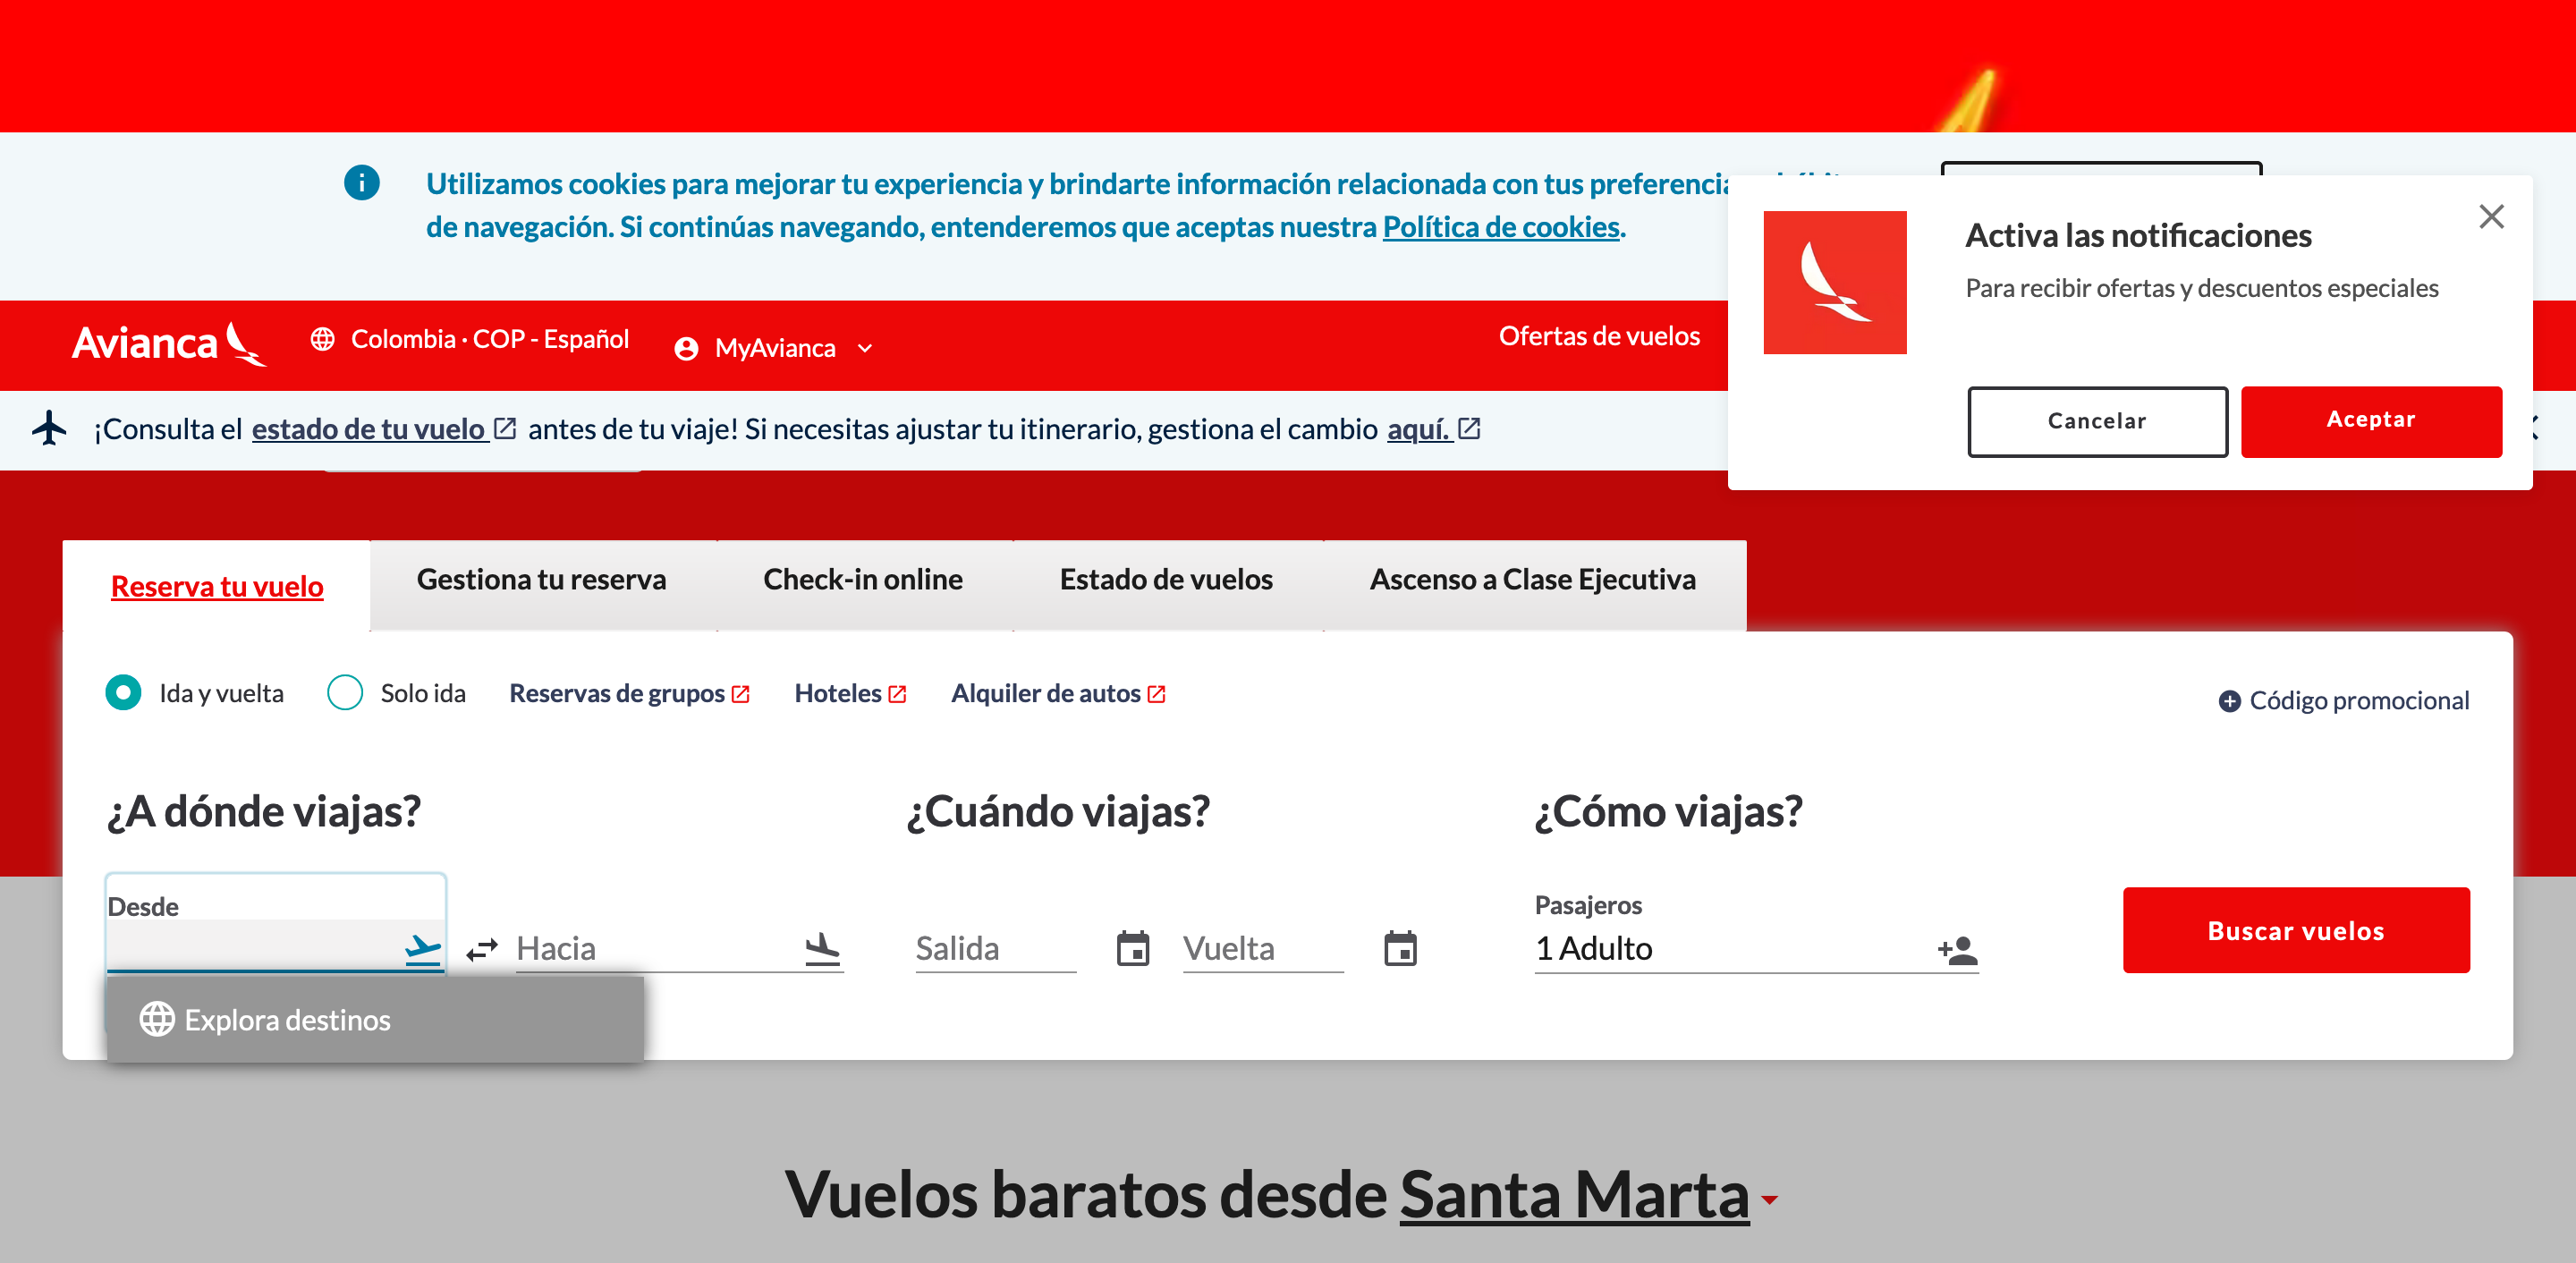 Utilizamos cookies para mejorar tu experiencia y brindarte información relacionada con tus
de navegación. Si continúas navegando, entenderemos que aceptas nuestra Política de cookies.
Activa las notificaciones
Para recibir ofertas y descuentos especiales
Cancelar
Aceptar
Avianca
Colombia · COP - Español
MyAvianca
Ofertas de vuelos
¡Consulta el estado de tu vuelo antes de tu viaje! Si necesitas ajustar tu itinerario, gestiona el cambio aquí.
Reserva tu vuelo
Gestiona tu reserva
Check-in online
Estado de vuelos
Ascenso a Clase Ejecutiva
Ida y vuelta
Solo ida
Reservas de grupos
Hoteles
Alquiler de autos
Código promocional
¿A dónde viajas?
¿Cuándo viajas?
¿Cómo viajas?
Desde
Hacia
Salida
Vuelta
Pasajeros
1 Adulto
Buscar vuelos
Explora destinos
Vuelos baratos desde Santa Marta